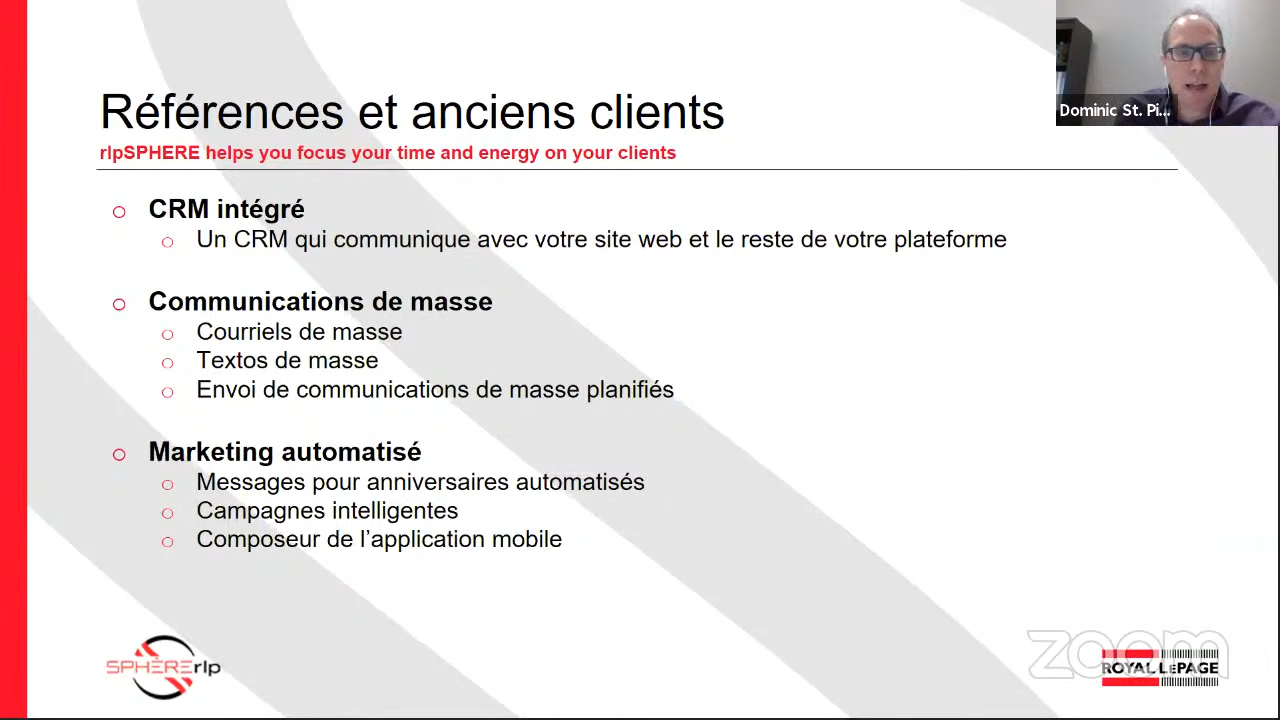 Références et anciens clients
rlpSPHERE helps you focus your time and energy on your clients
CRM intégré
Un CRM qui communique avec votre site web et le reste de votre plateforme
Communications de masse
Courriels de masse
Textos de masse
Envoi de communications de masse planifiés
Marketing automatisé
Messages pour anniversaires automatisés
Campagnes intelligentes
Composeur de l’application mobile
Dominic St. Pi...
SPHÈRErlp
zoom
ROYAL LEPAGE